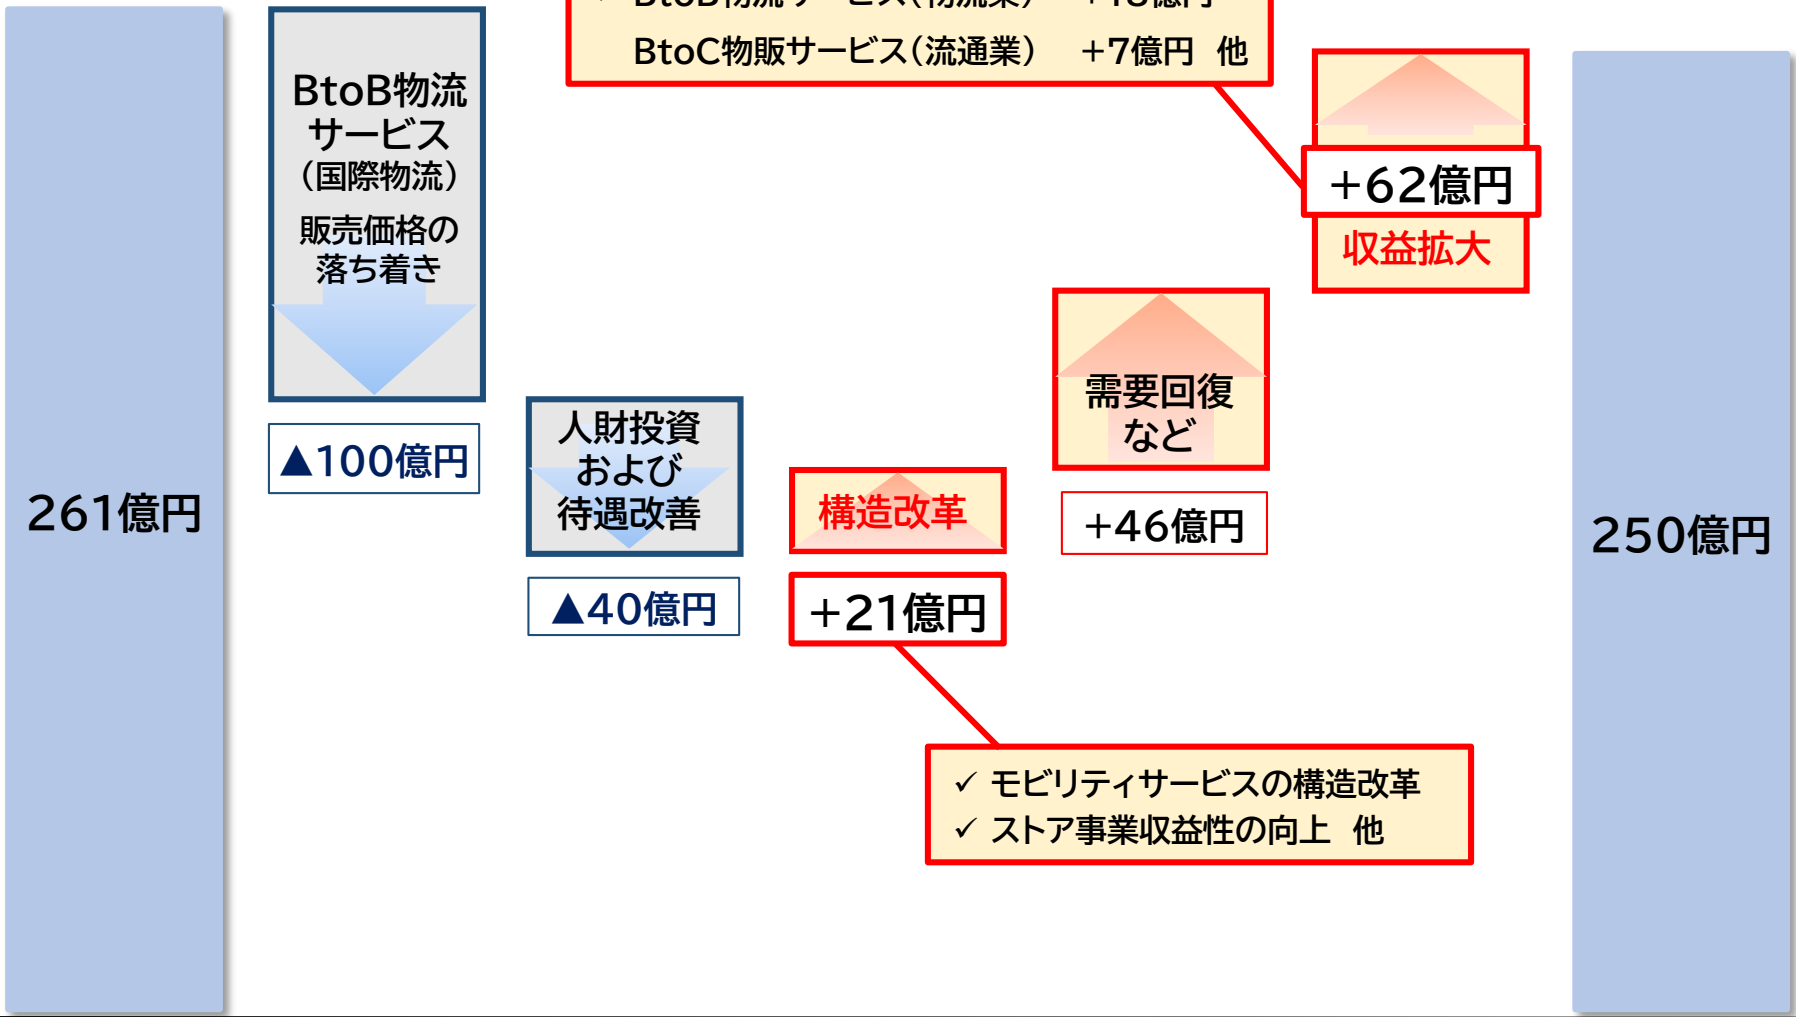 BtoC物販サービス（流通業）　＋7億円　他
BtoB物流
サービス
（国際物流）
販売価格の
落ち着き
▲100億円
261億円
人財投資
および
待遇改善
▲40億円
構造改革
＋21億円
需要回復
など
＋46億円
＋62億円
収益拡大
250億円
✓ モビリティサービスの構造改革
✓ ストア事業収益性の向上　他